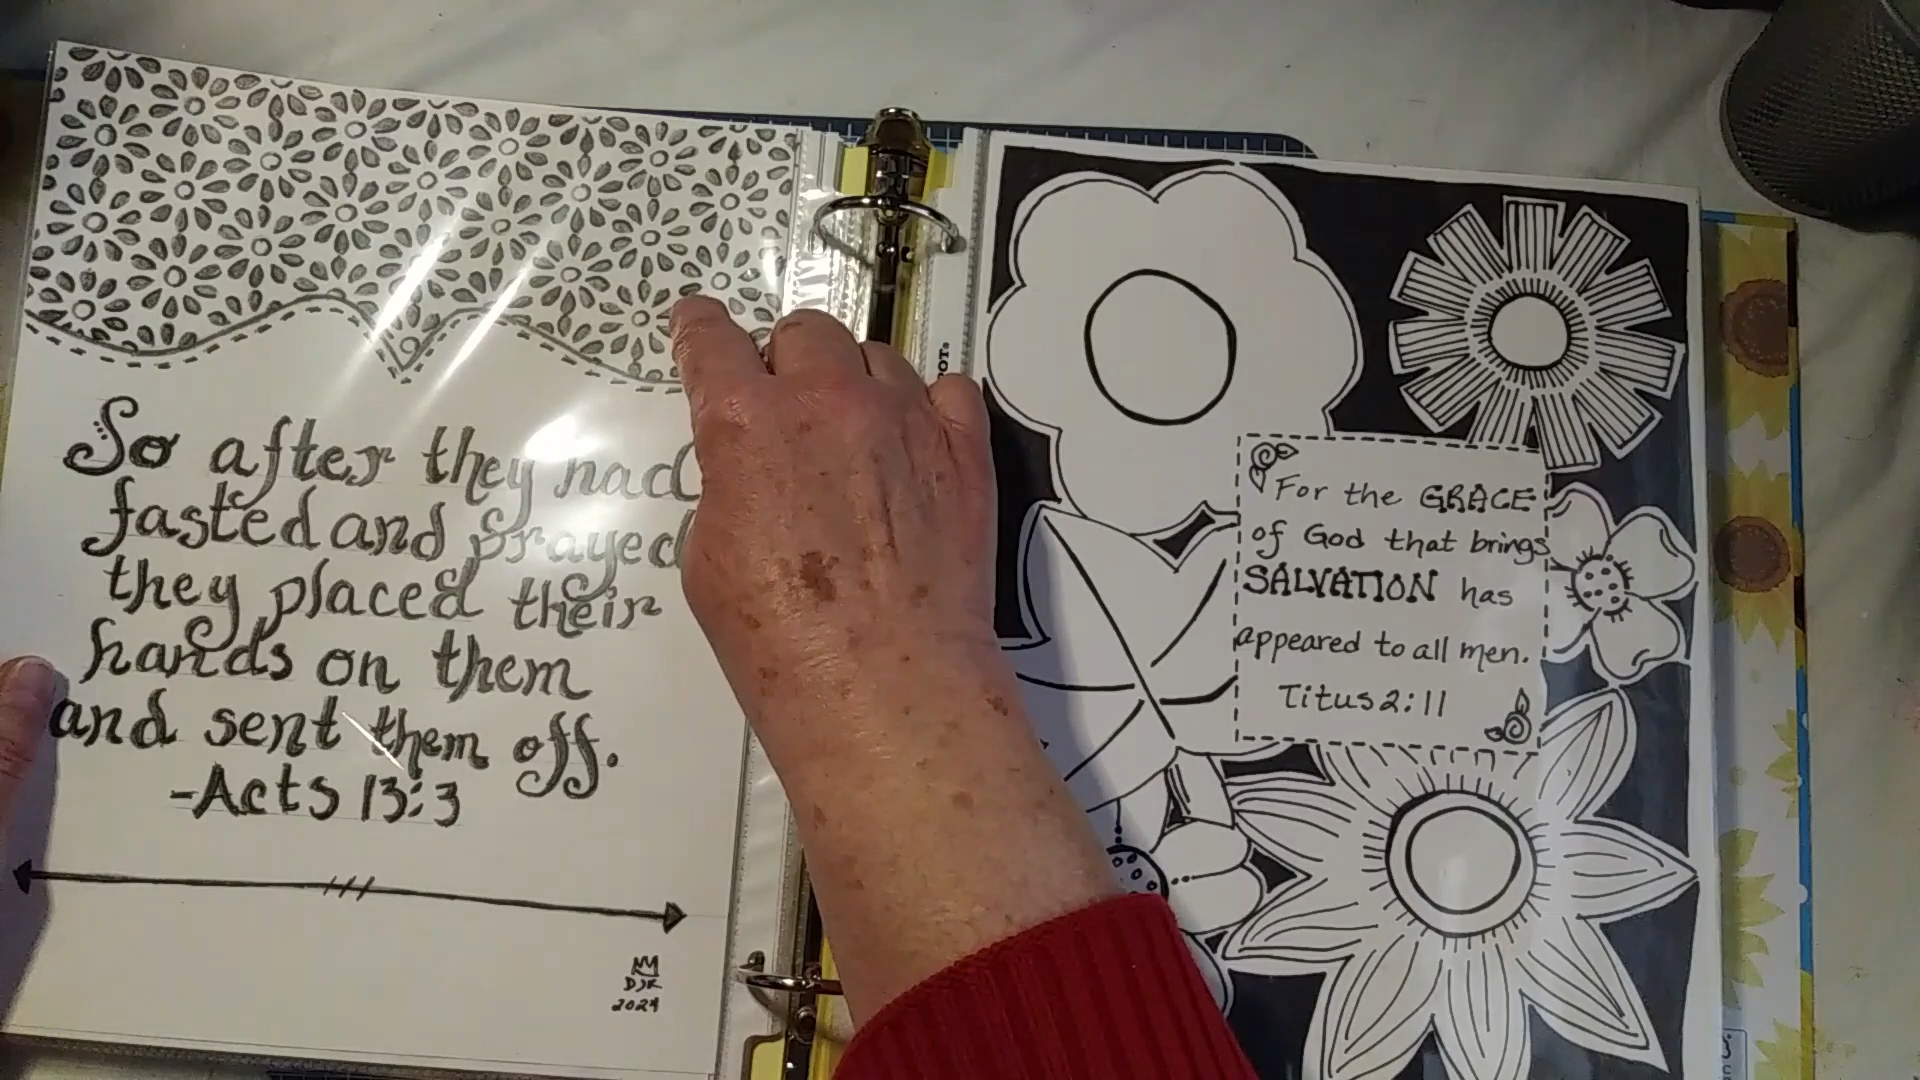 So after they had
fasted and prayed
they placed their
hands on them
and sent them off.
-Acts 13:3
DJR
2024
For the GRACE
of God that brings
SALVATION has
appeared to all men.
Titus 2:11